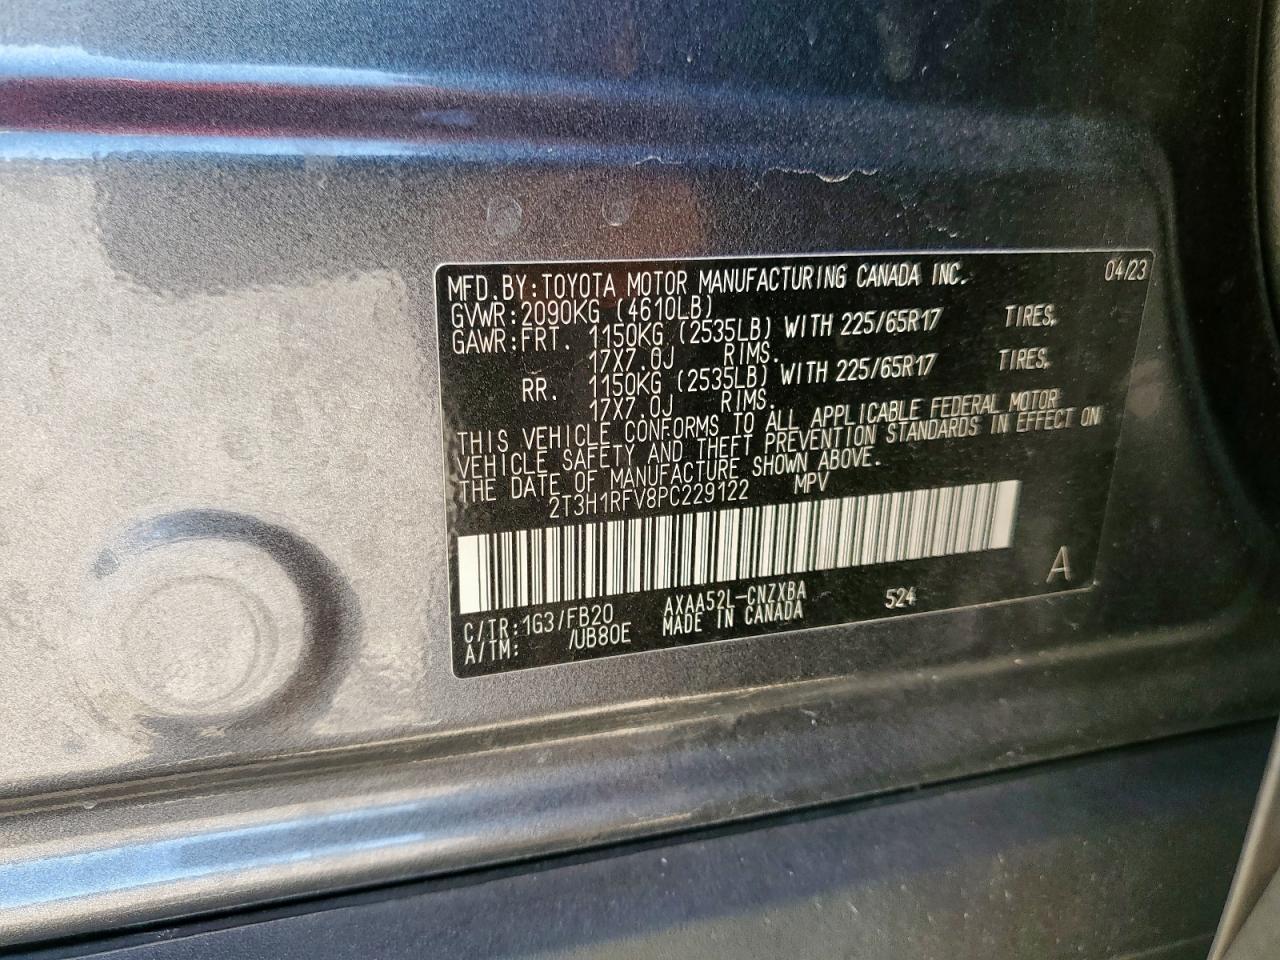 MFD.BY:TOYOTA MOTOR MANUFACTURING CANADA INC. 04/23
GVWR:2090KG (4610LB)
GAWR:FRT. 1150KG (2535LB) WITH 225/65R17 TIRES,
17X7.0J RIMS.
RR. 1150KG (2535LB) WITH 225/65R17 TIRES,
17X7.0J RIMS.
THIS VEHICLE CONFORMS TO ALL APPLICABLE FEDERAL MOTOR
VEHICLE SAFETY AND THEFT PREVENTION STANDARDS IN EFFECT ON
THE DATE OF MANUFACTURE SHOWN ABOVE.
2T3H1RFV8PC229122 MPV
A
C/TR:1G3/FB20 AXAA52L-CNZXBA 524
A/TM: /UB80E MADE IN CANADA